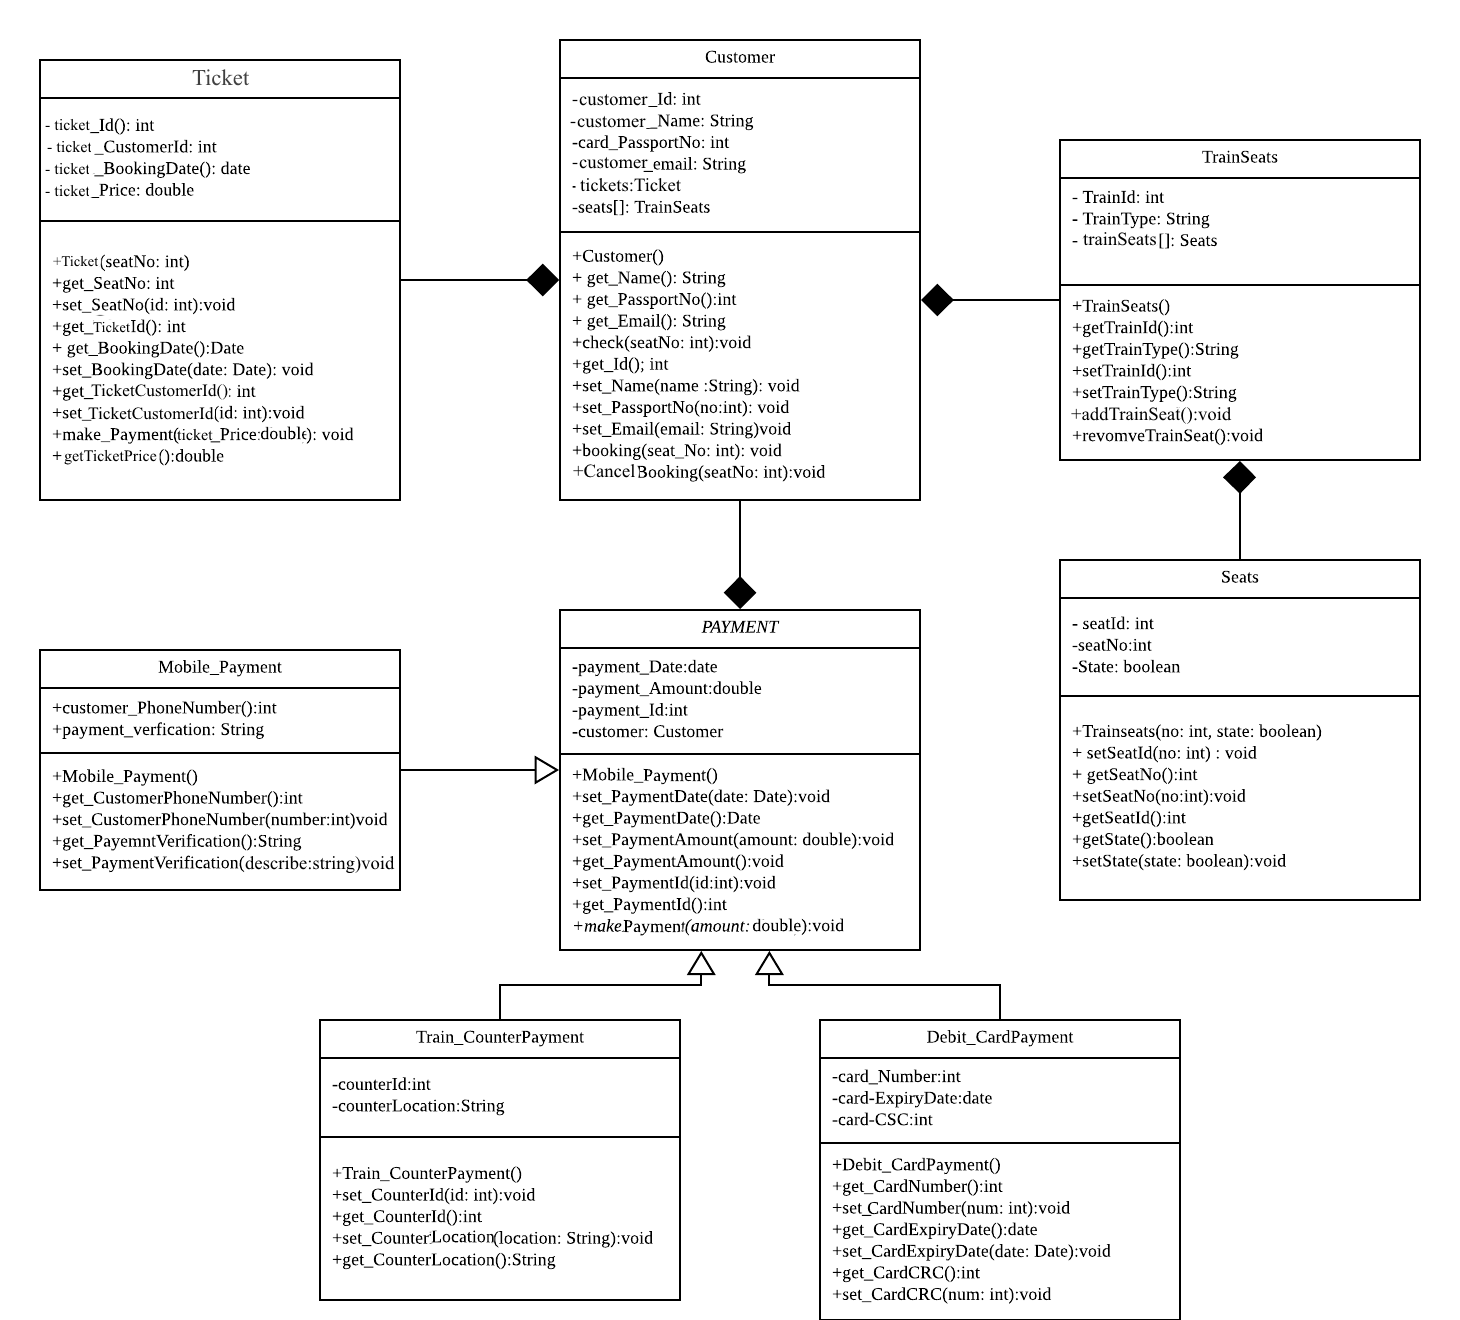 Ticket
- ticket_Id(): int
- ticket _CustomerId: int
- ticket _BookingDate(): date
- ticket _Price: double
+Ticket(seatNo: int)
+get_SeatNo: int
+set_SeatNo(id: int):void
+get_TicketId(): int
+ get_BookingDate():Date
+set_BookingDate(date: Date): void
+get_TicketCustomerId(): int
+set_TicketCustomerId(id: int):void
+make_Payment(ticket_Price:double): void
+getTicketPrice():double
Customer
-customer_Id: int
-customer_Name: String
-card_PassportNo: int
-customer_email: String
- tickets:Ticket
-seats[]: TrainSeats
+Customer()
+ get_Name(): String
+ get_PassportNo():int
+ get_Email(): String
+check(seatNo: int):void
+get_Id(); int
+set_Name(name :String): void
+set_PassportNo(no:int): void
+set_Email(email: String)void
+booking(seat_No: int): void
+CancelBooking(seatNo: int):void
TrainSeats
- TrainId: int
- TrainType: String
- trainSeats[]: Seats
+TrainSeats()
+getTrainId():int
+getTrainType():String
+setTrainId():int
+setTrainType():String
+addTrainSeat():void
+revomveTrainSeat():void
Seats
- seatId: int
-seatNo:int
-State: boolean
+Trainseats(no: int, state: boolean)
+ setSeatId(no: int) : void
+ getSeatNo():int
+setSeatNo(no:int):void
+getSeatId():int
+getState():boolean
+setState(state: boolean):void
Mobile_Payment
+customer_PhoneNumber():int
+payment_verfication: String
+Mobile_Payment()
+get_CustomerPhoneNumber():int
+set_CustomerPhoneNumber(number:int)void
+get_PayemntVerification():String
+set_PaymentVerification(describe:string)void
PAYMENT
-payment_Date:date
-payment_Amount:double
-payment_Id:int
-customer: Customer
+Mobile_Payment()
+set_PaymentDate(date: Date):void
+get_PaymentDate():Date
+set_PaymentAmount(amount: double):void
+get_PaymentAmount():void
+set_PaymentId(id:int):void
+get_PaymentId():int
+makePayment(amount: double):void
Train_CounterPayment
-counterId:int
-counterLocation:String
+Train_CounterPayment()
+set_CounterId(id: int):void
+get_CounterId():int
+set_CounterLocation(location: String):void
+get_CounterLocation():String
Debit_CardPayment
-card_Number:int
-card-ExpiryDate:date
-card-CSC:int
+Debit_CardPayment()
+get_CardNumber():int
+set_CardNumber(num: int):void
+get_CardExpiryDate():date
+set_CardExpiryDate(date: Date):void
+get_CardCRC():int
+set_CardCRC(num: int):void